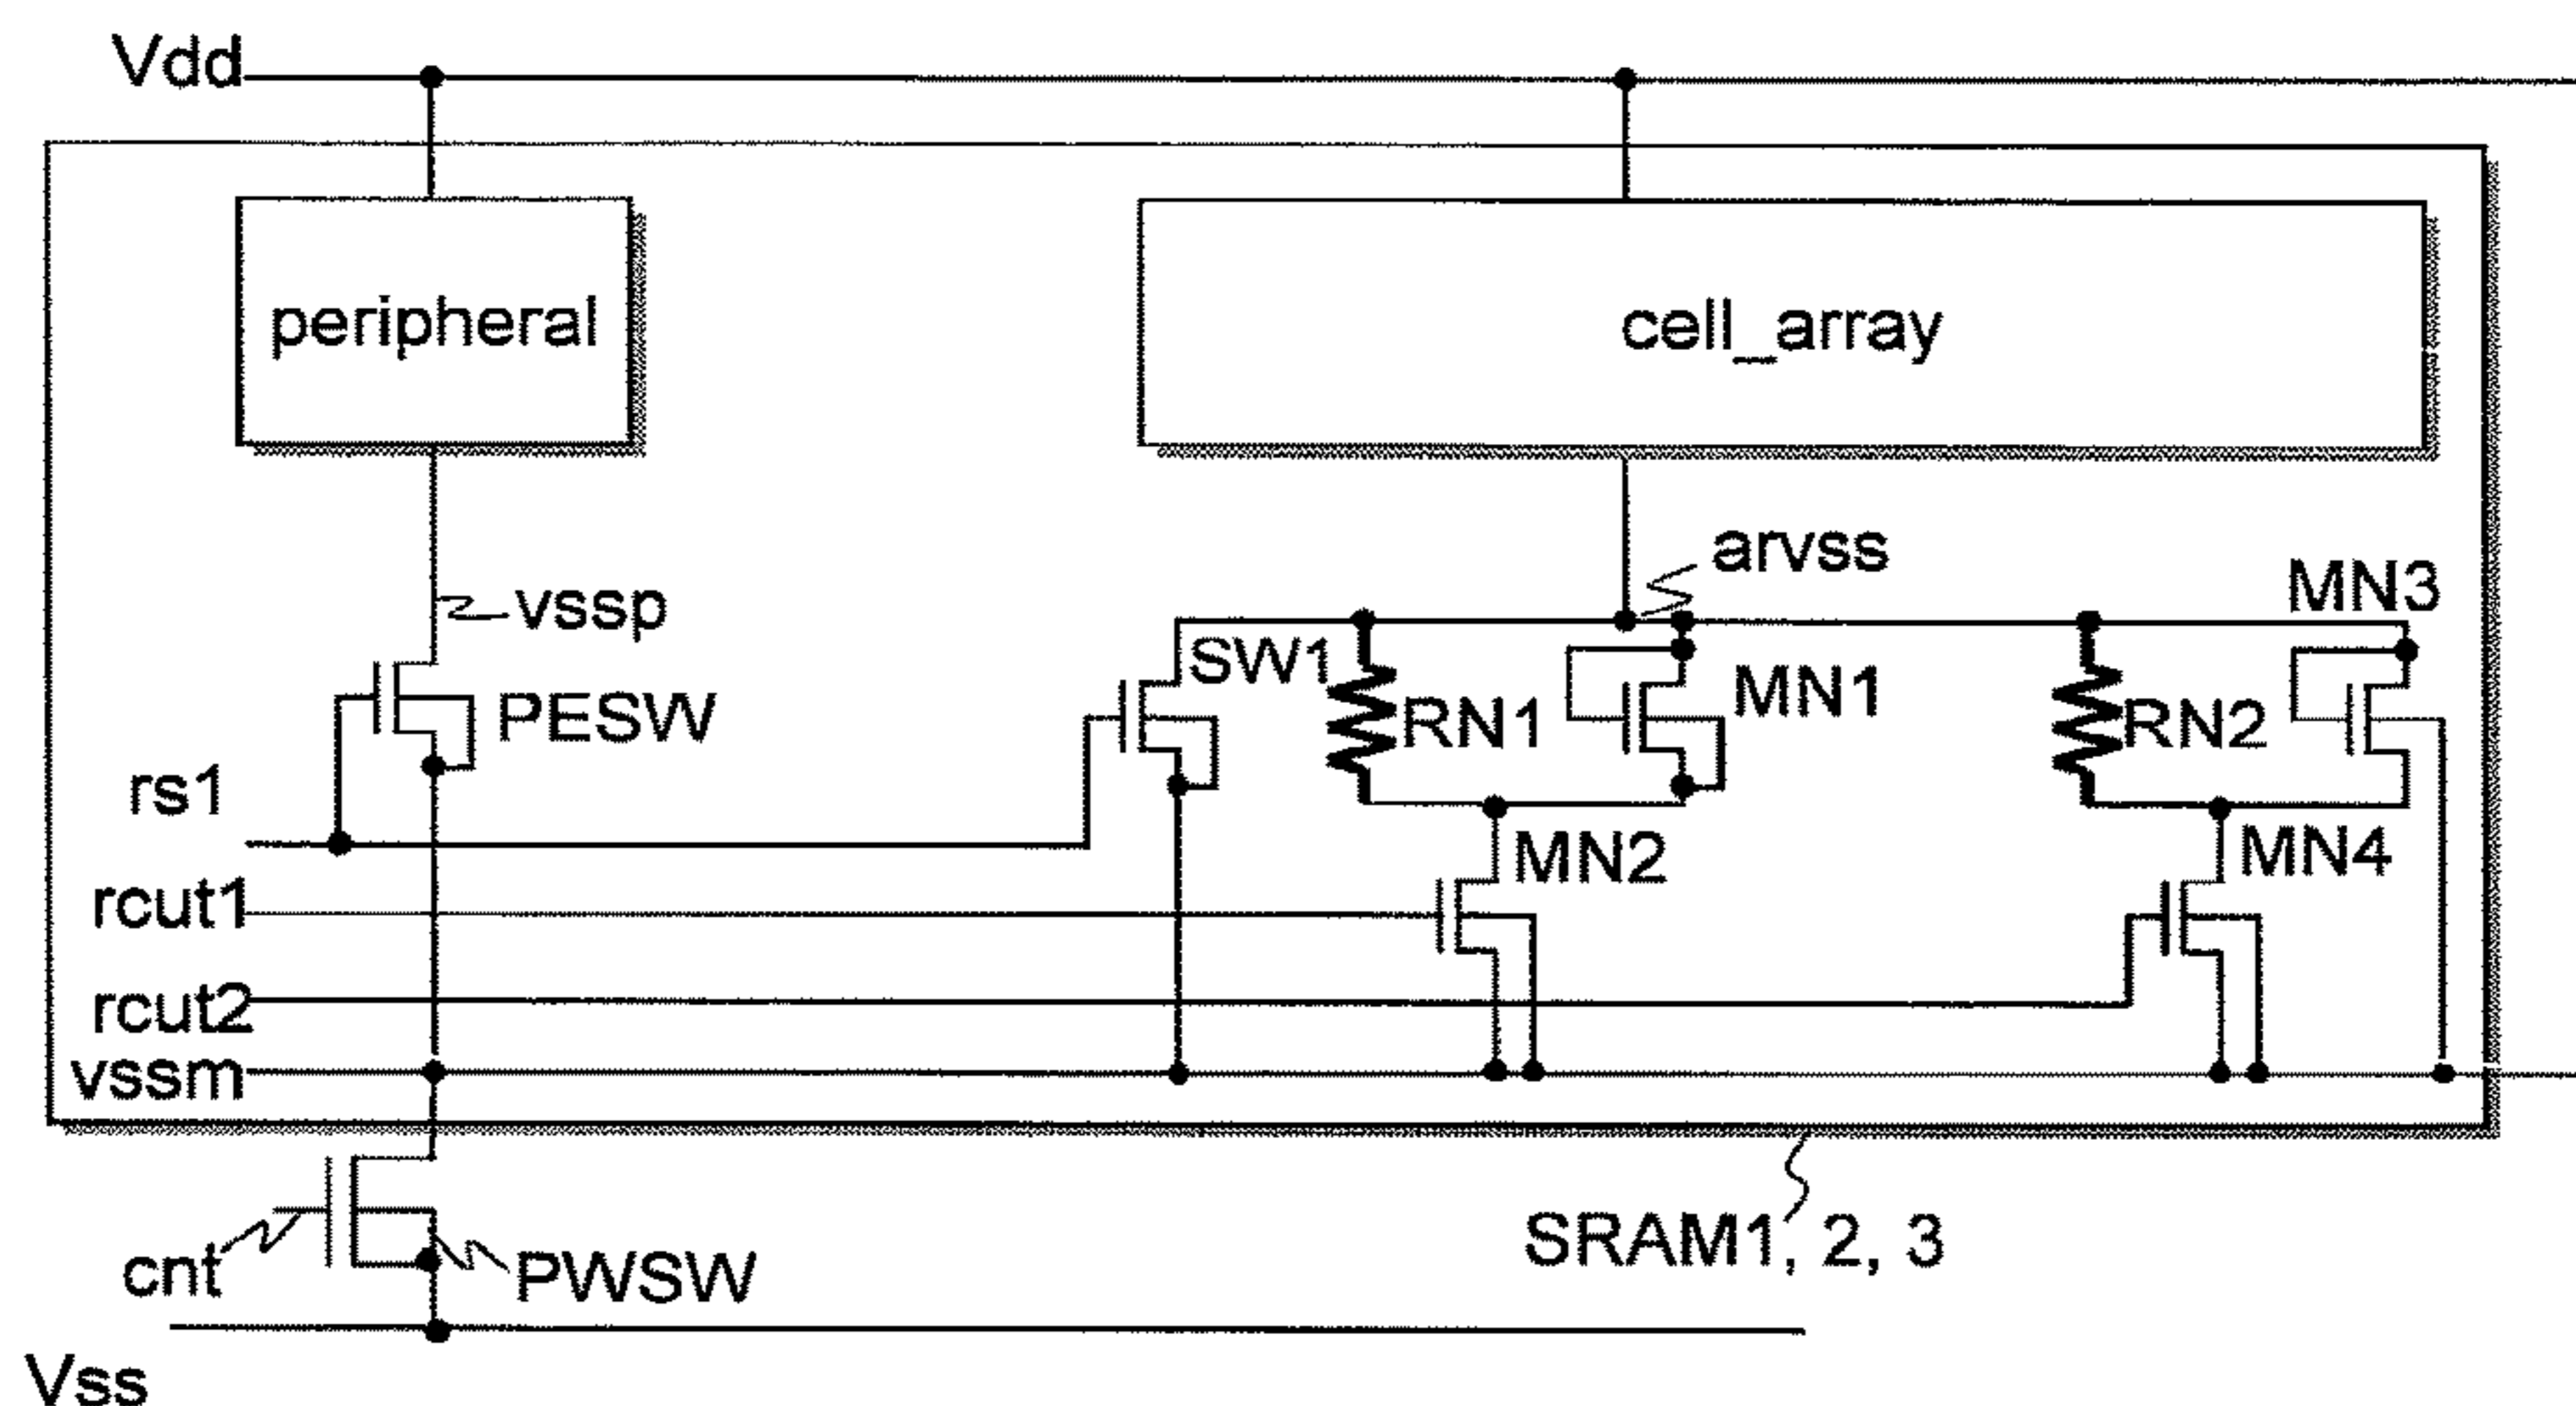 Vdd
peripheral
cell_array
arvss
MN3
vssp
SW1
PESW
RN1
MN1
RN2
rs1
MN2
MN4
rcut1
rcut2
vssm
cnt
PWSW
SRAM1, 2, 3
Vss